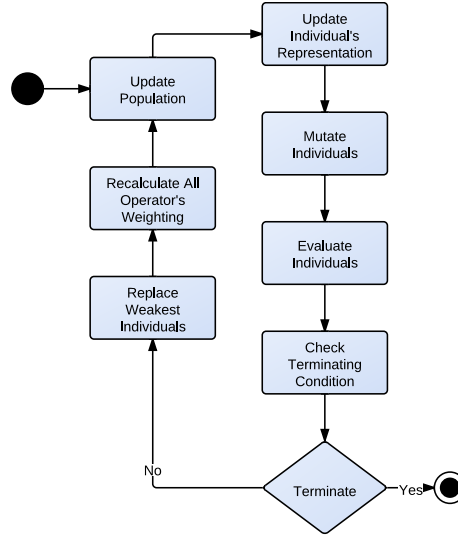 Update
Population
Update
Individual's
Representation
Mutate
Individuals
Evaluate
Individuals
Check
Terminating
Condition
Terminate
Yes
No
Replace
Weakest
Individuals
Recalculate All
Operator's
Weighting